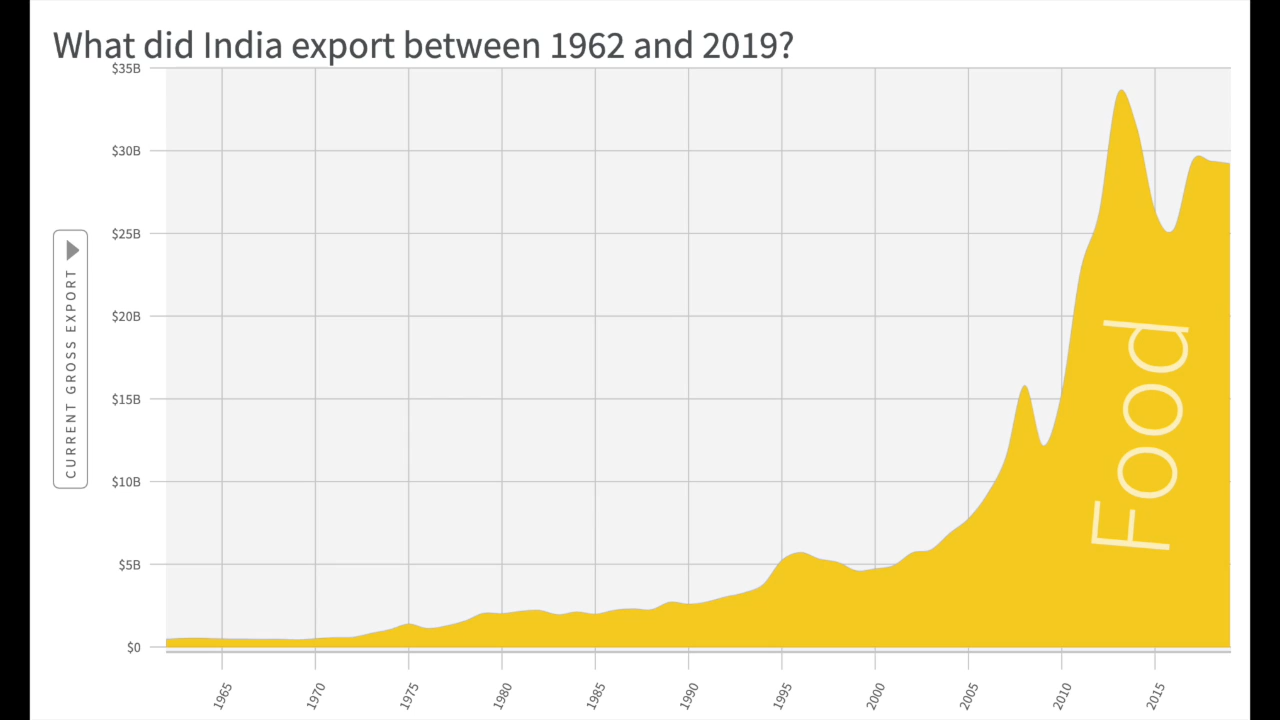 What did India export between 1962 and 2019?
$35B
$30B
$25B
$20B
$15B
$10B
$5B
$0
CURRENT GROSS EXPORT
Food
1965
1970
1975
1980
1985
1990
1995
2000
2005
2010
2015